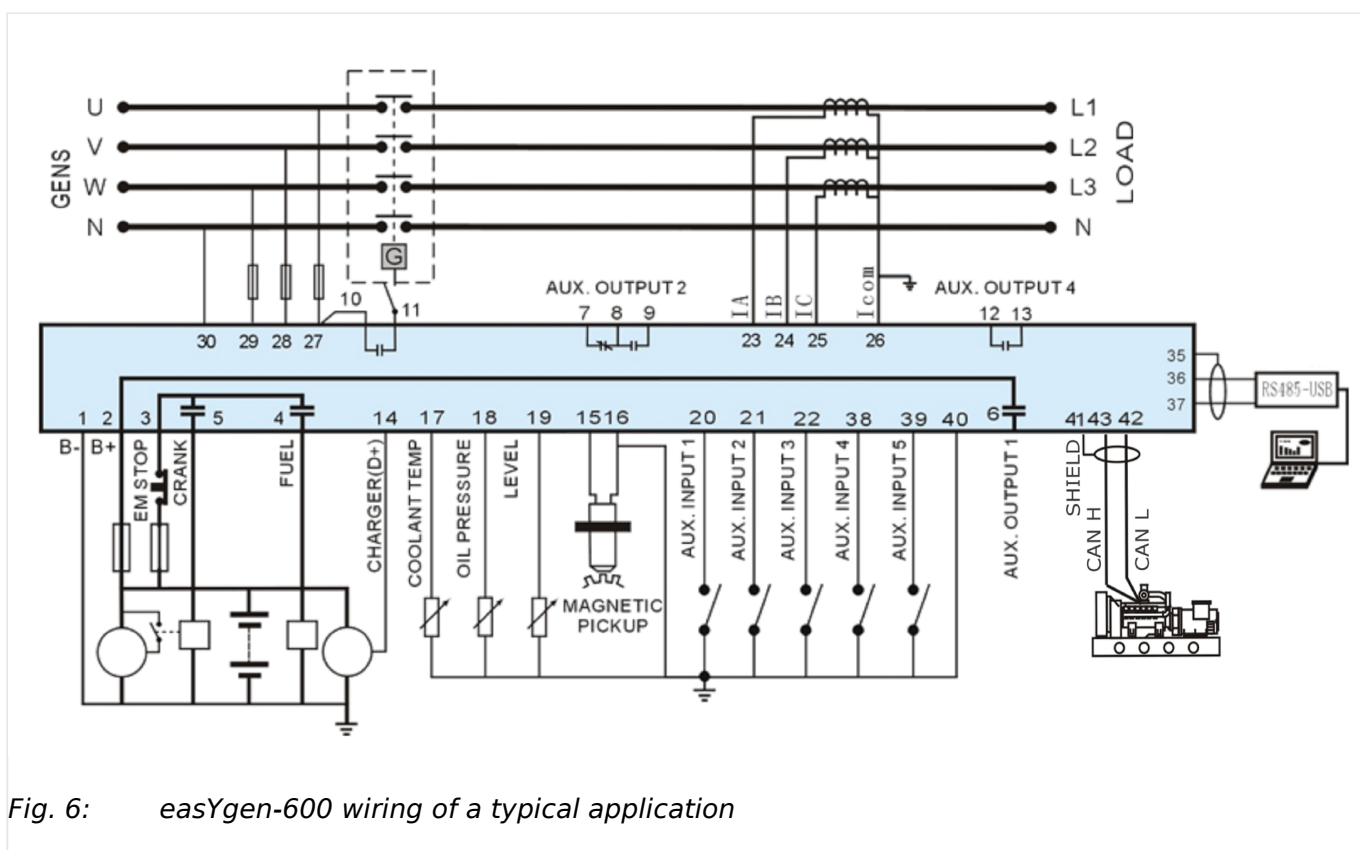 GENS
U
V
W
N
L1
L2
L3
N
LOAD
G
10
11
AUX. OUTPUT 2
7 8 9
IA
IB
IC
Icom
AUX. OUTPUT 4
12 13
30 29 28 27
23 24 25 26
35
36
37
RS485-USB
1 2 3 5 4 14 17 18 19 15 16 20 21 22 38 39 40 6 41 43 42
B- B+
EM STOP
CRANK
FUEL
CHARGER(D+)
COOLANT TEMP
OIL PRESSURE
LEVEL
MAGNETIC
PICKUP
AUX. INPUT 1
AUX. INPUT 2
AUX. INPUT 3
AUX. INPUT 4
AUX. INPUT 5
AUX. OUTPUT 1
SHIELD
CAN H
CAN L
Fig. 6: easYgen-600 wiring of a typical application